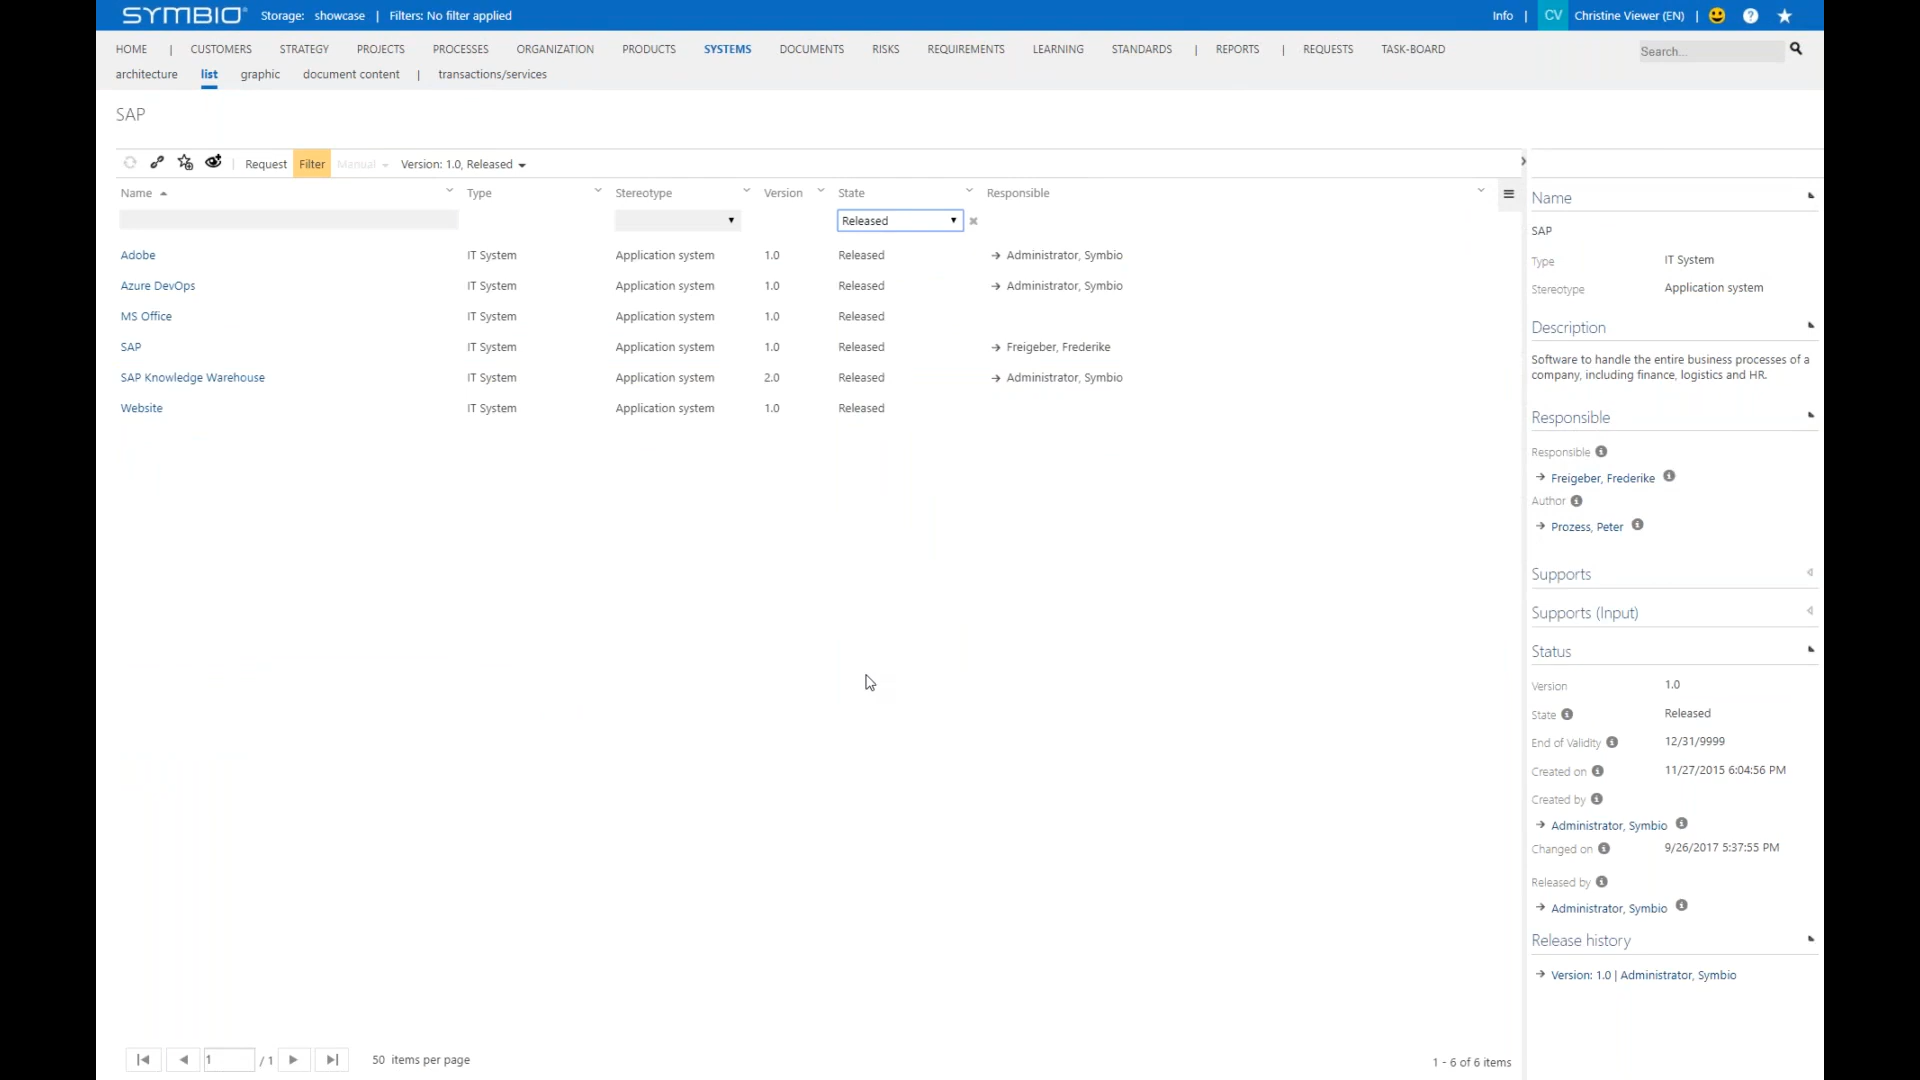 SYMBIO® Storage: showcase | Filters: No filter applied Info | CV Christine Viewer (EN) |
HOME | CUSTOMERS STRATEGY PROJECTS PROCESSES ORGANIZATION PRODUCTS SYSTEMS DOCUMENTS RISKS REQUIREMENTS LEARNING STANDARDS | REPORTS | REQUESTS TASK-BOARD Search...
architecture list graphic document content | transactions/services
SAP
Request Filter Manual Version: 1.0, Released
Name Type Stereotype Version State Responsible
Released
Adobe IT System Application system 1.0 Released → Administrator, Symbio
Azure DevOps IT System Application system 1.0 Released → Administrator, Symbio
MS Office IT System Application system 1.0 Released
SAP IT System Application system 1.0 Released → Freigeber, Frederike
SAP Knowledge Warehouse IT System Application system 2.0 Released → Administrator, Symbio
Website IT System Application system 1.0 Released
1 / 1 50 items per page 1 - 6 of 6 items
Name
SAP
Type IT System
Stereotype Application system
Description
Software to handle the entire business processes of a
company, including finance, logistics and HR.
Responsible
Responsible
→ Freigeber, Frederike
Author
→ Prozess, Peter
Supports
Supports (Input)
Status
Version 1.0
State Released
End of Validity 12/31/9999
Created on 11/27/2015 6:04:56 PM
Created by
→ Administrator, Symbio
Changed on 9/26/2017 5:37:55 PM
Released by
→ Administrator, Symbio
Release history
→ Version: 1.0 | Administrator, Symbio